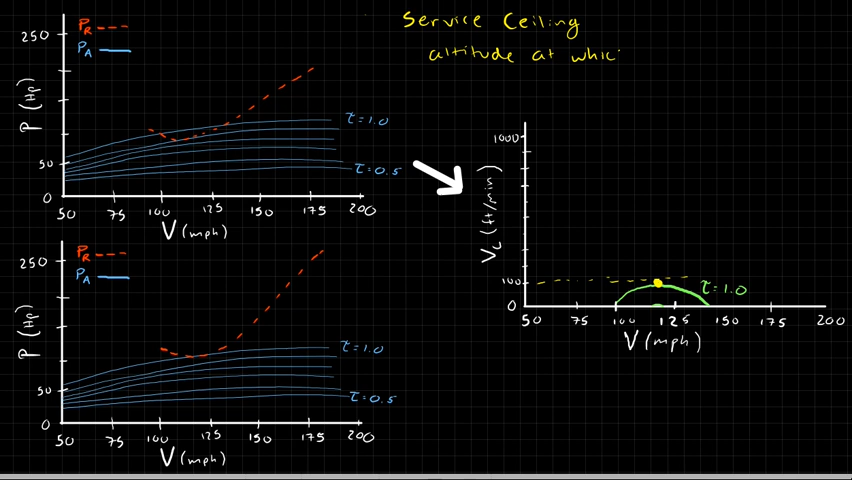 Service Ceiling
altitude at whic
P_R
P_A
250
50
0
P (Hp)
τ=1.0
τ=0.5
50 75 100 125 150 175 200
V (mph)
1000
100
0
V_C (ft/min)
τ=1.0
50 75 100 125 150 175 200
V (mph)
P_R
P_A
250
50
0
P (Hp)
τ=1.0
τ=0.5
50 75 100 125 150 175 200
V (mph)